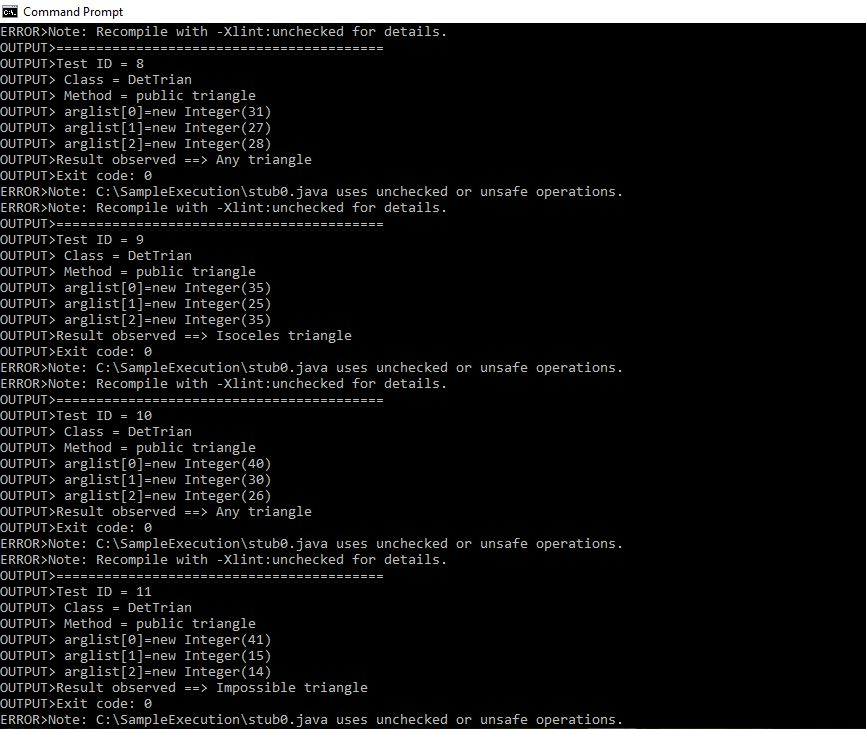 Command Prompt
ERROR>Note: Recompile with -Xlint:unchecked for details.
OUTPUT>=========================================
OUTPUT>Test ID = 8
OUTPUT> Class = DetTrian
OUTPUT> Method = public triangle
OUTPUT> arglist[0]=new Integer(31)
OUTPUT> arglist[1]=new Integer(27)
OUTPUT> arglist[2]=new Integer(28)
OUTPUT>Result observed ==> Any triangle
OUTPUT>Exit code: 0
ERROR>Note: C:\SampleExecution\stub0.java uses unchecked or unsafe operations.
ERROR>Note: Recompile with -Xlint:unchecked for details.
OUTPUT>=========================================
OUTPUT>Test ID = 9
OUTPUT> Class = DetTrian
OUTPUT> Method = public triangle
OUTPUT> arglist[0]=new Integer(35)
OUTPUT> arglist[1]=new Integer(25)
OUTPUT> arglist[2]=new Integer(35)
OUTPUT>Result observed ==> Isoceles triangle
OUTPUT>Exit code: 0
ERROR>Note: C:\SampleExecution\stub0.java uses unchecked or unsafe operations.
ERROR>Note: Recompile with -Xlint:unchecked for details.
OUTPUT>=========================================
OUTPUT>Test ID = 10
OUTPUT> Class = DetTrian
OUTPUT> Method = public triangle
OUTPUT> arglist[0]=new Integer(40)
OUTPUT> arglist[1]=new Integer(30)
OUTPUT> arglist[2]=new Integer(26)
OUTPUT>Result observed ==> Any triangle
OUTPUT>Exit code: 0
ERROR>Note: C:\SampleExecution\stub0.java uses unchecked or unsafe operations.
ERROR>Note: Recompile with -Xlint:unchecked for details.
OUTPUT>=========================================
OUTPUT>Test ID = 11
OUTPUT> Class = DetTrian
OUTPUT> Method = public triangle
OUTPUT> arglist[0]=new Integer(41)
OUTPUT> arglist[1]=new Integer(15)
OUTPUT> arglist[2]=new Integer(14)
OUTPUT>Result observed ==> Impossible triangle
OUTPUT>Exit code: 0
ERROR>Note: C:\SampleExecution\stub0.java uses unchecked or unsafe operations.